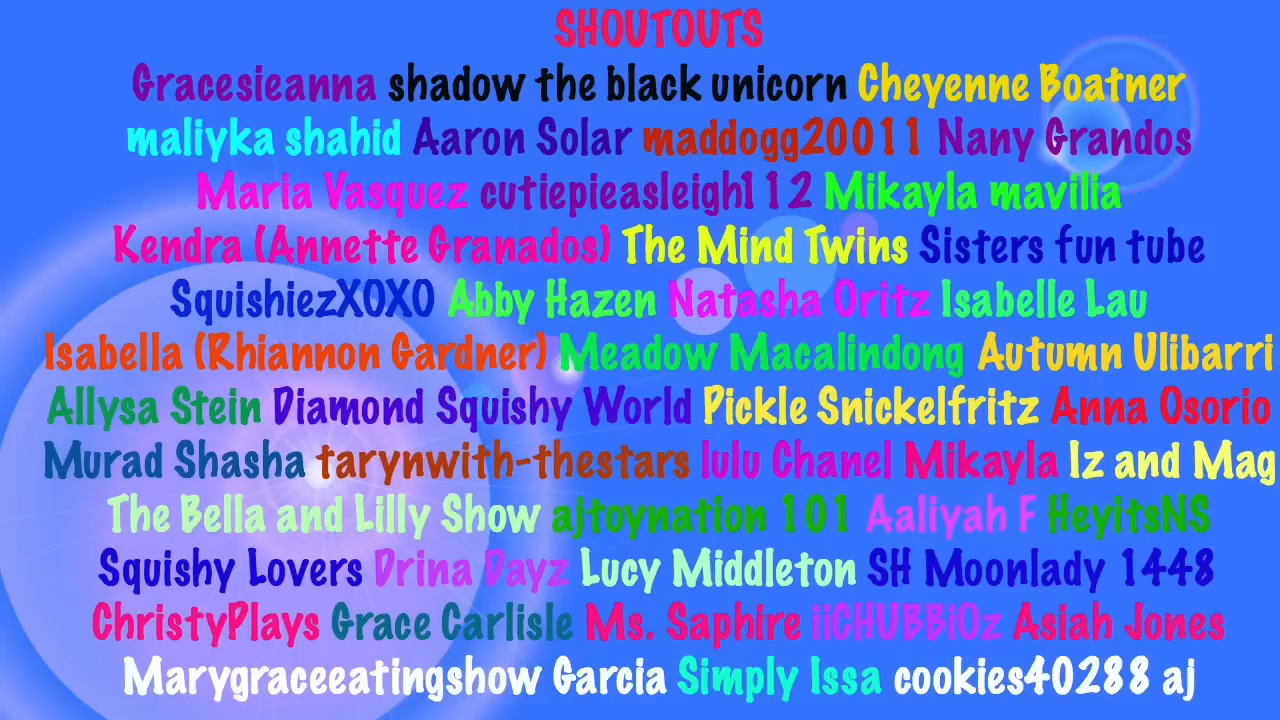 SHOUTOUTS
Gracesieanna shadow the black unicorn Cheyenne Boatner
maliyka shahid Aaron Solar maddogg20011 Nany Grandos
Maria Vasquez cutiepieasleigh112 Mikayla mavilia
Kendra (Annette Granados) The Mind Twins Sisters fun tube
SquishiezXOXO Abby Hazen Natasha Oritz Isabelle Lau
Isabella (Rhiannon Gardner) Meadow Macalindong Autumn Ulibarri
Allysa Stein Diamond Squishy World Pickle Snickelfritz Anna Osorio
Murad Shasha tarynwith-thestars lulu Chanel Mikayla Iz and Mag
The Bella and Lilly Show ajtoynation 101 Aaliyah F HeyitsNS
Squishy Lovers Drina Dayz Lucy Middleton SH Moonlady 1448
ChristyPlays Grace Carlisle Ms. Saphire iiCHUBBiOz Asiah Jones
Marygraceeatingshow Garcia Simply Issa cookies40288 aj